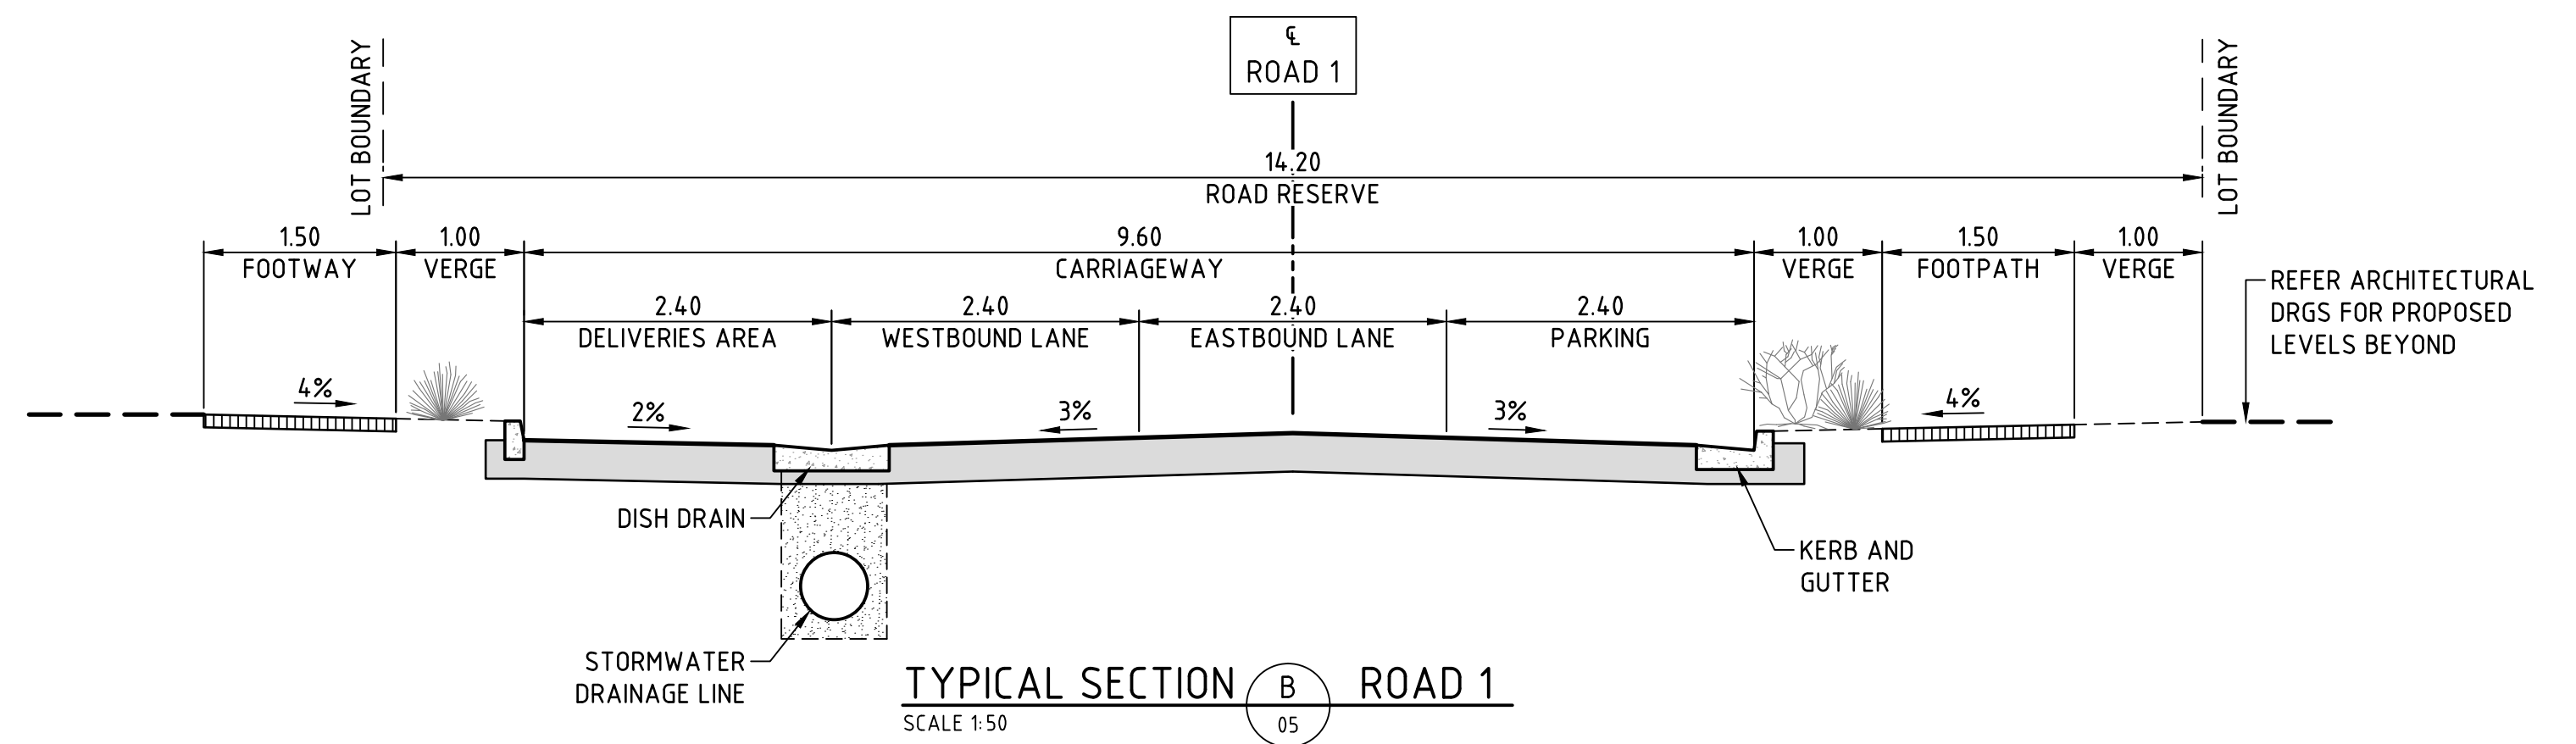 ℄
ROAD 1
LOT BOUNDARY
LOT BOUNDARY
14.20
ROAD RESERVE
1.50
FOOTWAY
1.00
VERGE
9.60
CARRIAGEWAY
1.00
VERGE
1.50
FOOTPATH
1.00
VERGE
2.40
DELIVERIES AREA
2.40
WESTBOUND LANE
2.40
EASTBOUND LANE
2.40
PARKING
REFER ARCHITECTURAL
DRGS FOR PROPOSED
LEVELS BEYOND
4%
2%
3%
3%
4%
DISH DRAIN
KERB AND
GUTTER
STORMWATER
DRAINAGE LINE
TYPICAL SECTION B ROAD 1
SCALE 1:50
05